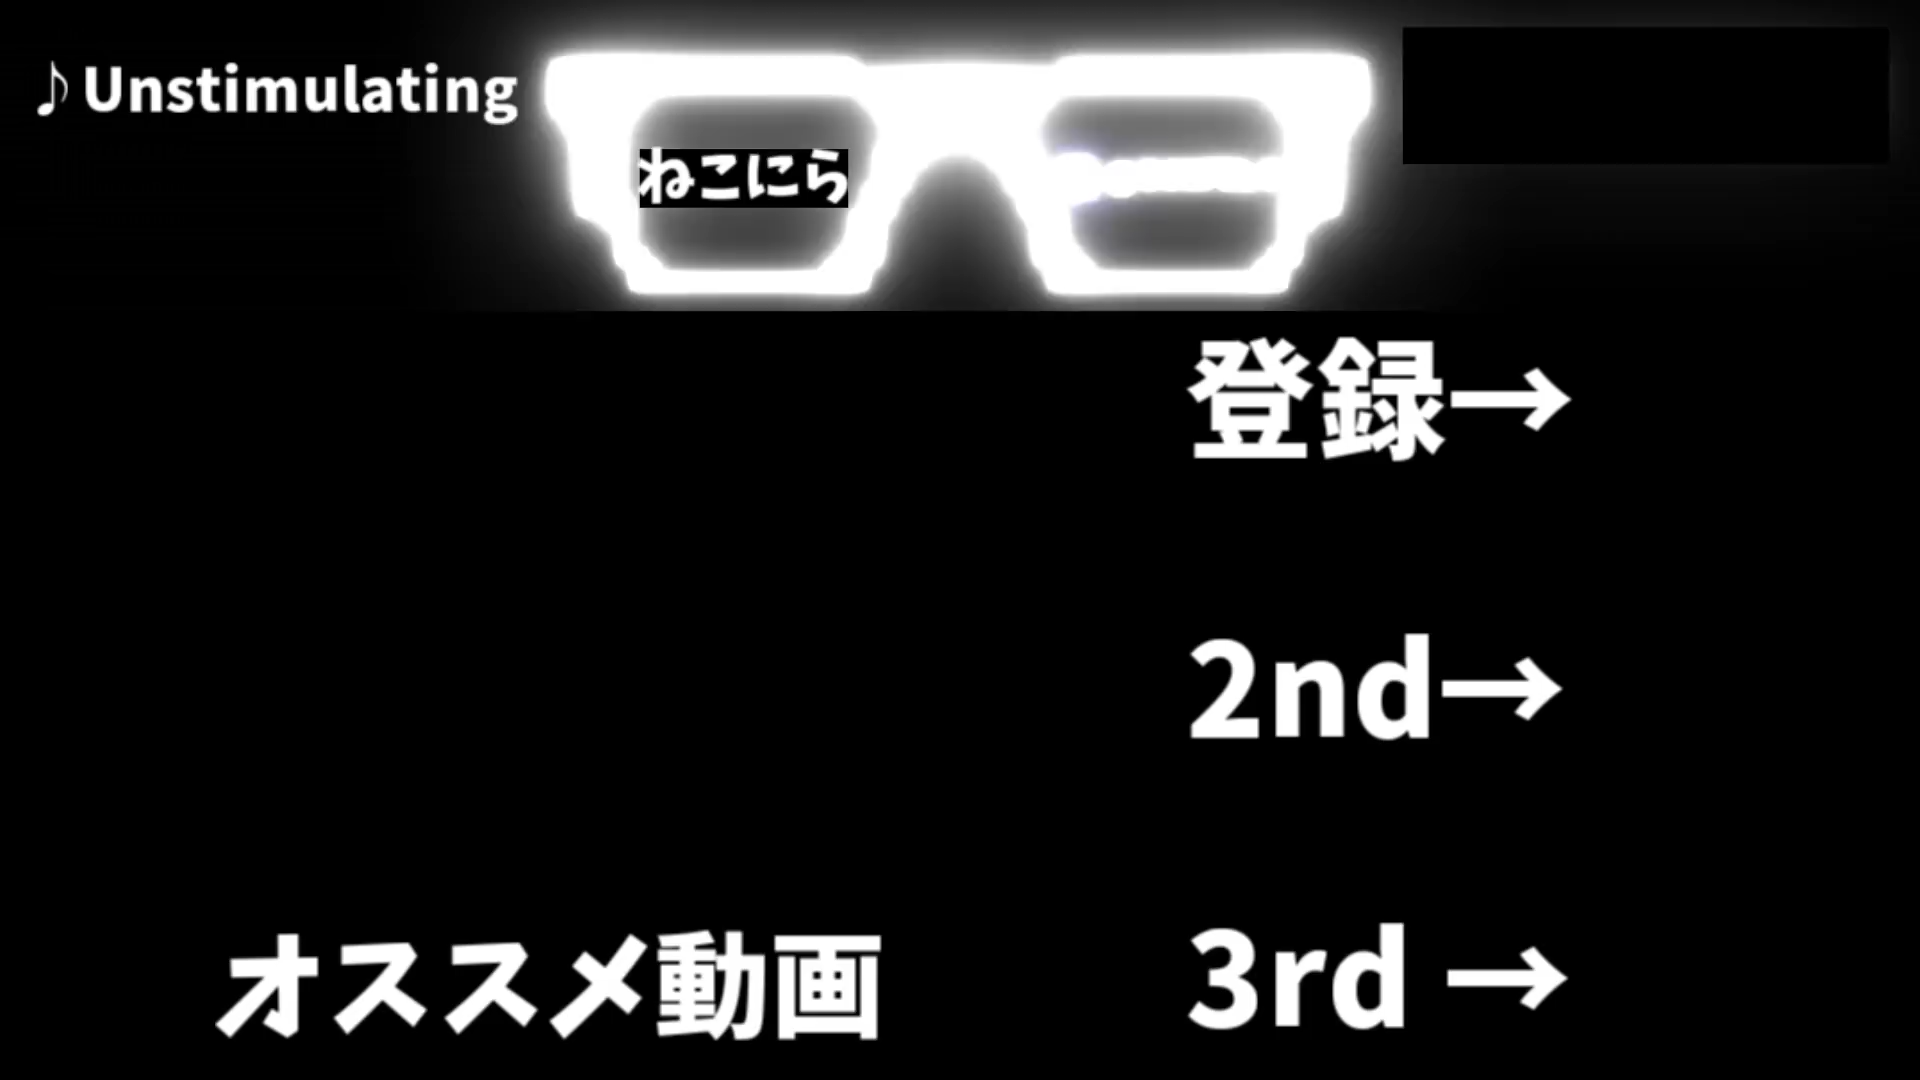 ♪Unstimulating
ねこにら
登録→
2nd→
オススメ動画
3rd →